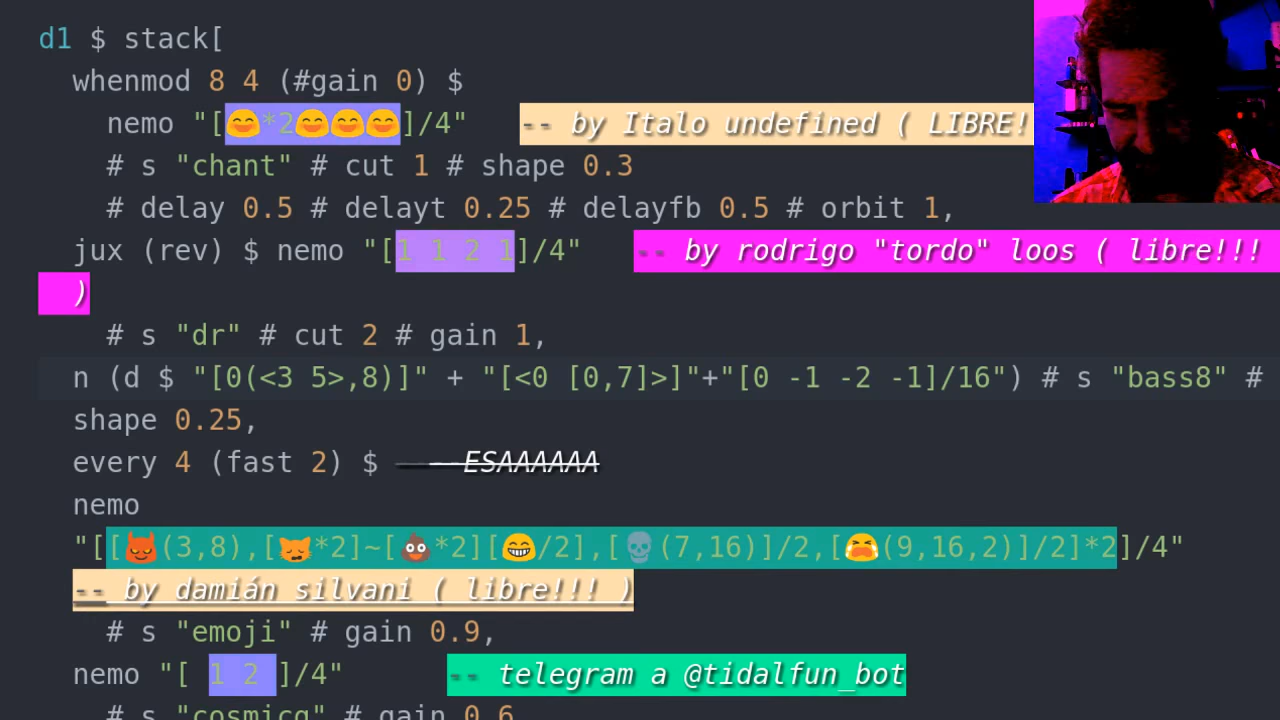 d1 $ stack[
whenmod 8 4 (#gain 0) $
nemo "[🤗*2🤗🤗🤗]/4" -- by Italo undefined ( LIBRE!
# s "chant" # cut 1 # shape 0.3
# delay 0.5 # delayt 0.25 # delayfb 0.5 # orbit 1,
jux (rev) $ nemo "[1 1 2 1]/4" -- by rodrigo "tordo" loos ( libre!!!
)
# s "dr" # cut 2 # gain 1,
n (d $ "[0(<3 5>,8)]" + "[<0 [0,7]>]"+"[0 -1 -2 -1]/16") # s "bass8" #
shape 0.25,
every 4 (fast 2) $ -- --ESAAAAAA
nemo
"[[😈(3,8),[😿*2]~[💩*2][😁/2],[💀(7,16)]/2,[😭(9,16,2)]/2]*2]/4"
-- by damián silvani ( libre!!! )
# s "emoji" # gain 0.9,
nemo "[ 1 2 ]/4" -- telegram a @tidalfun_bot
# s "cosmicg" # gain 0.6